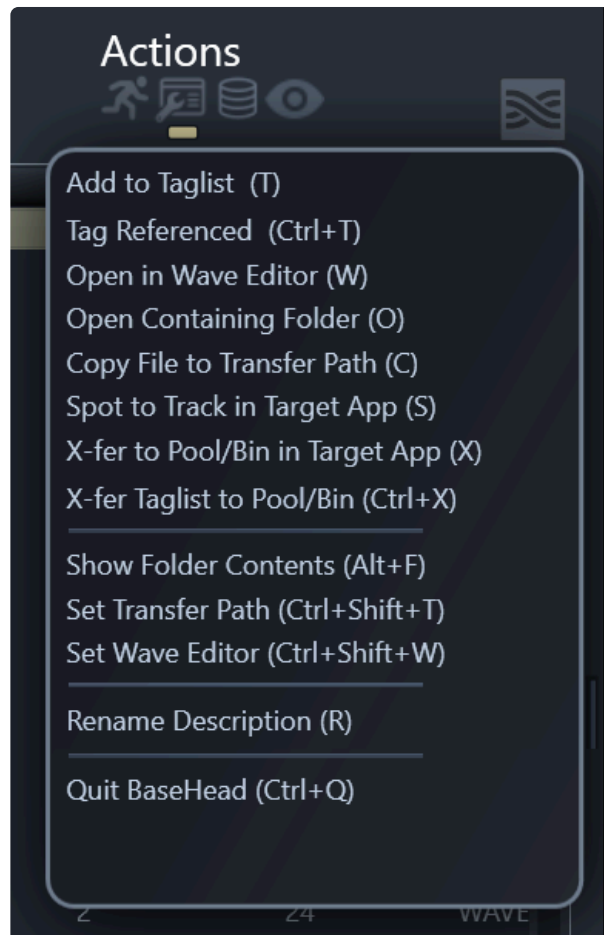 Actions
Add to Taglist  (T)
Tag Referenced  (Ctrl+T)
Open in Wave Editor (W)
Open Containing Folder (O)
Copy File to Transfer Path (C)
Spot to Track in Target App (S)
X-fer to Pool/Bin in Target App (X)
X-fer Taglist to Pool/Bin (Ctrl+X)
Show Folder Contents (Alt+F)
Set Transfer Path (Ctrl+Shift+T)
Set Wave Editor (Ctrl+Shift+W)
Rename Description (R)
Quit BaseHead (Ctrl+Q)
2 24 WAVE